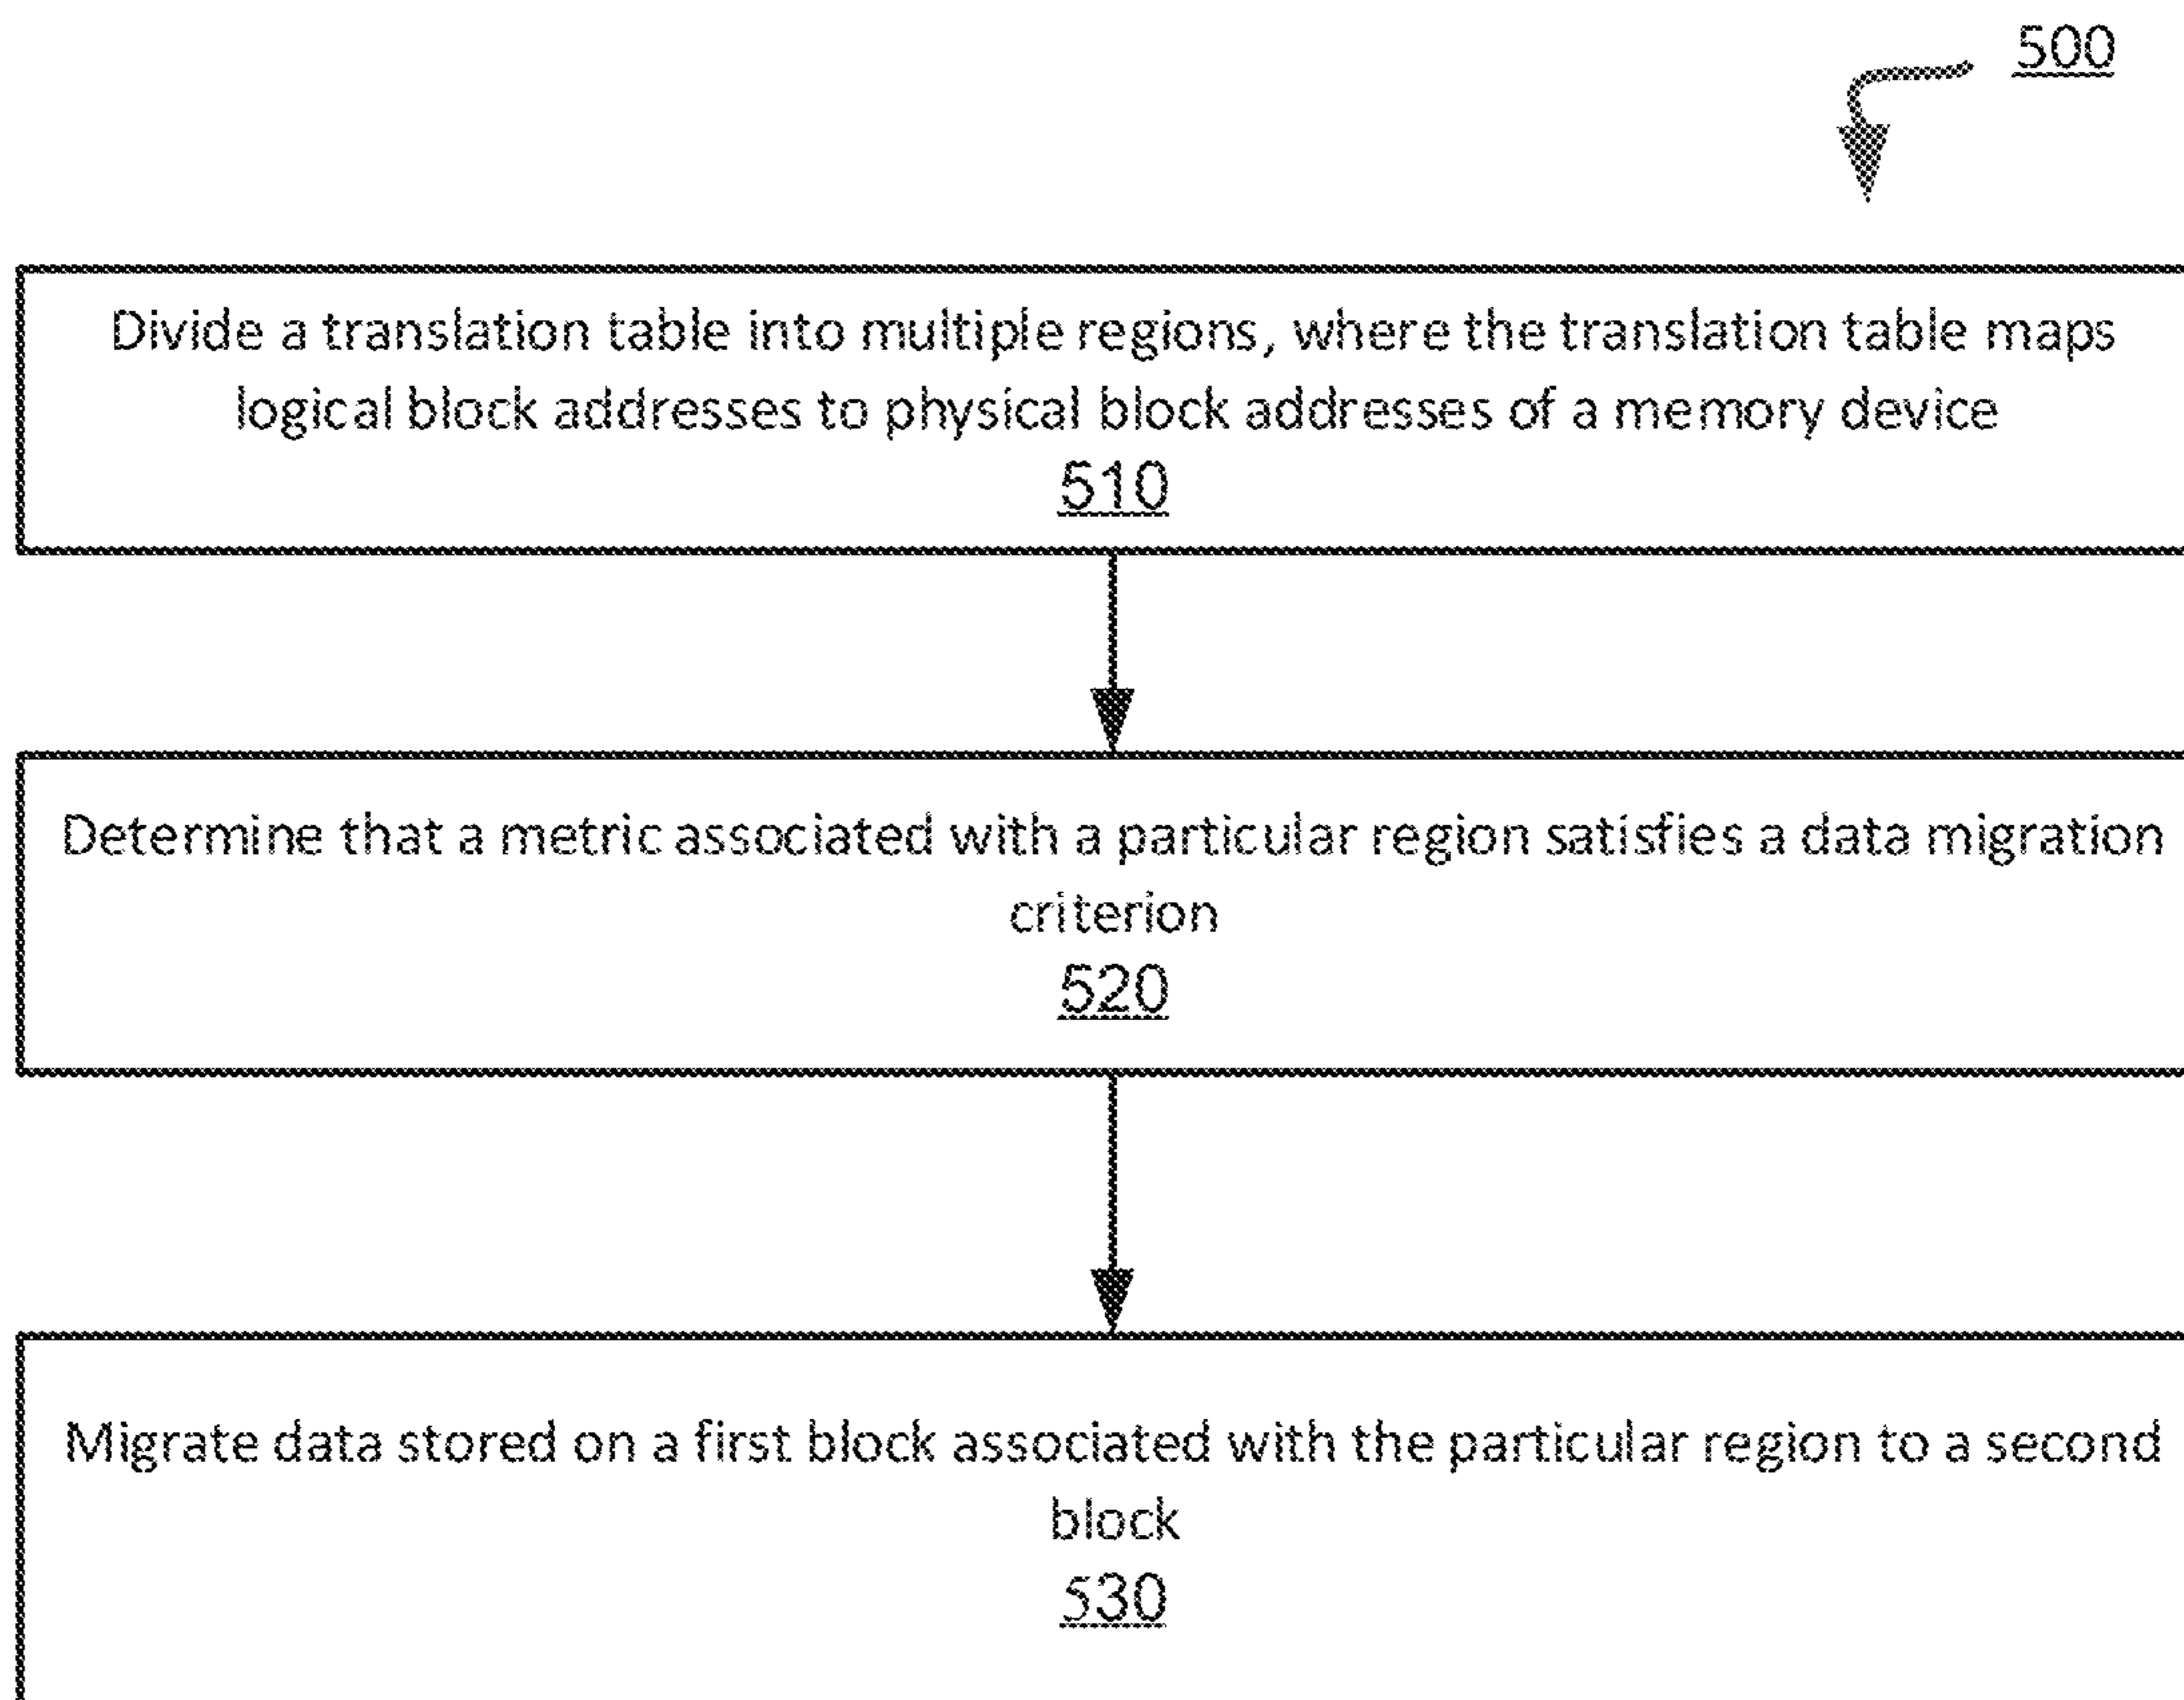 500
Divide a translation table into multiple regions, where the translation table maps
logical block addresses to physical block addresses of a memory device
510
Determine that a metric associated with a particular region satisfies a data migration
criterion
520
Migrate data stored on a first block associated with the particular region to a second
block
530